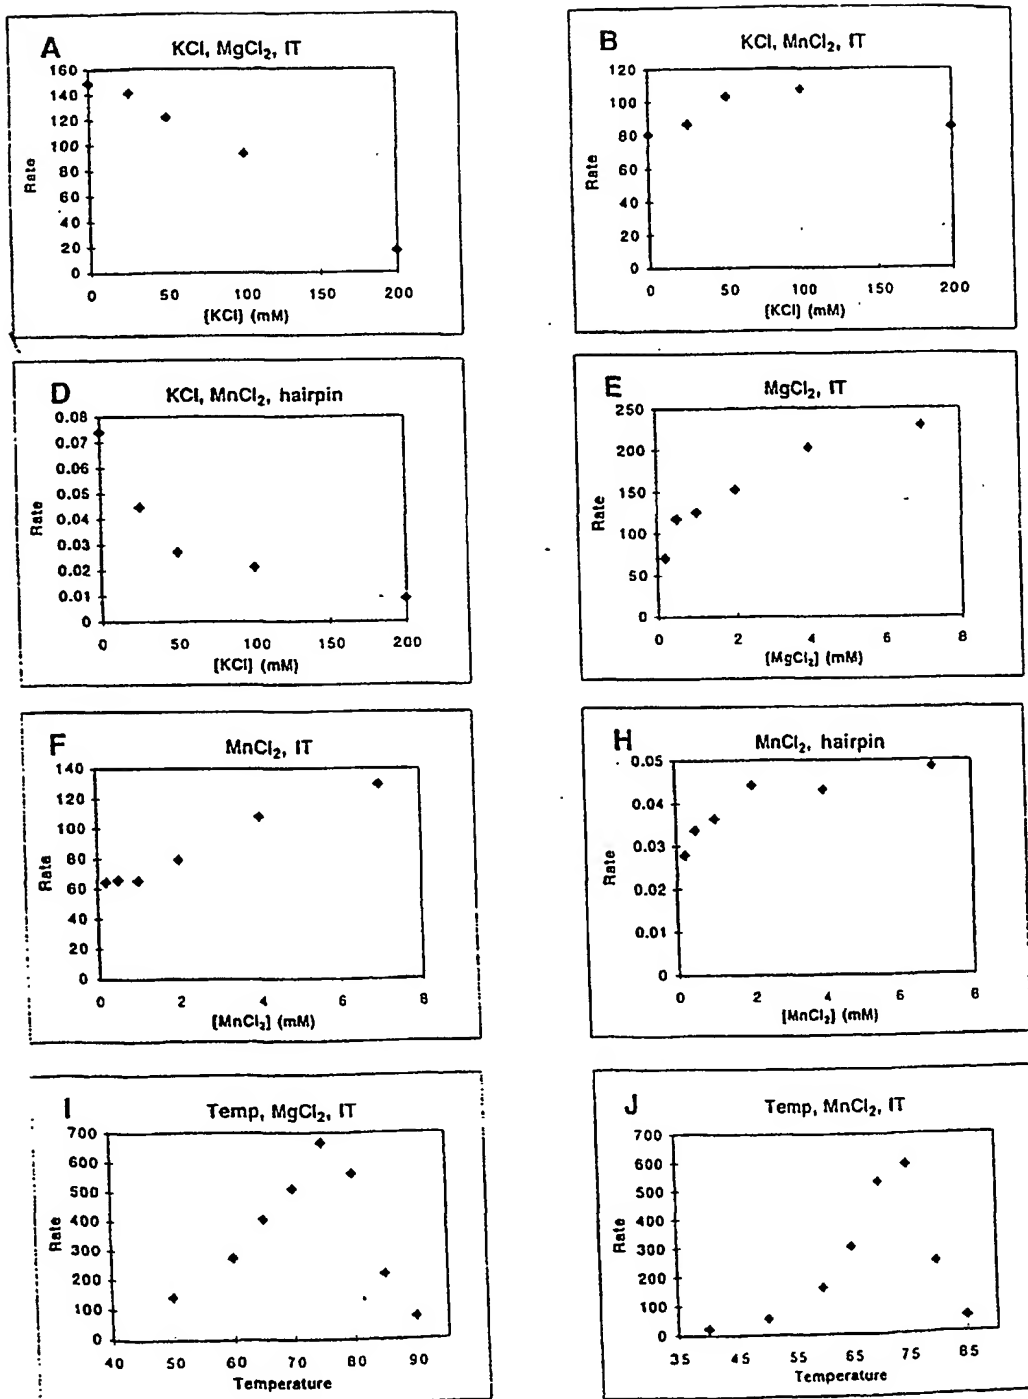 A
KCl, MgCl₂, IT
160
140
120
100
80
60
40
20
0
Rate
0 50 100 150 200
[KCl] (mM)
B
KCl, MnCl₂, IT
120
100
80
60
40
20
0
Rate
0 50 100 150 200
[KCl] (mM)
D
KCl, MnCl₂, hairpin
0.08
0.07
0.06
0.05
0.04
0.03
0.02
0.01
0
Rate
0 50 100 150 200
[KCl] (mM)
E
MgCl₂, IT
250
200
150
100
50
0
Rate
0 2 4 6 8
[MgCl₂] (mM)
F
MnCl₂, IT
140
120
100
80
60
40
20
0
Rate
0 2 4 6 8
[MnCl₂] (mM)
H
MnCl₂, hairpin
0.05
0.04
0.03
0.02
0.01
0
Rate
0 2 4 6 8
[MnCl₂] (mM)
I
Temp, MgCl₂, IT
700
600
500
400
300
200
100
0
Rate
40 50 60 70 80 90
Temperature
J
Temp, MnCl₂, IT
700
600
500
400
300
200
100
0
Rate
35 45 55 65 75 85
Temperature